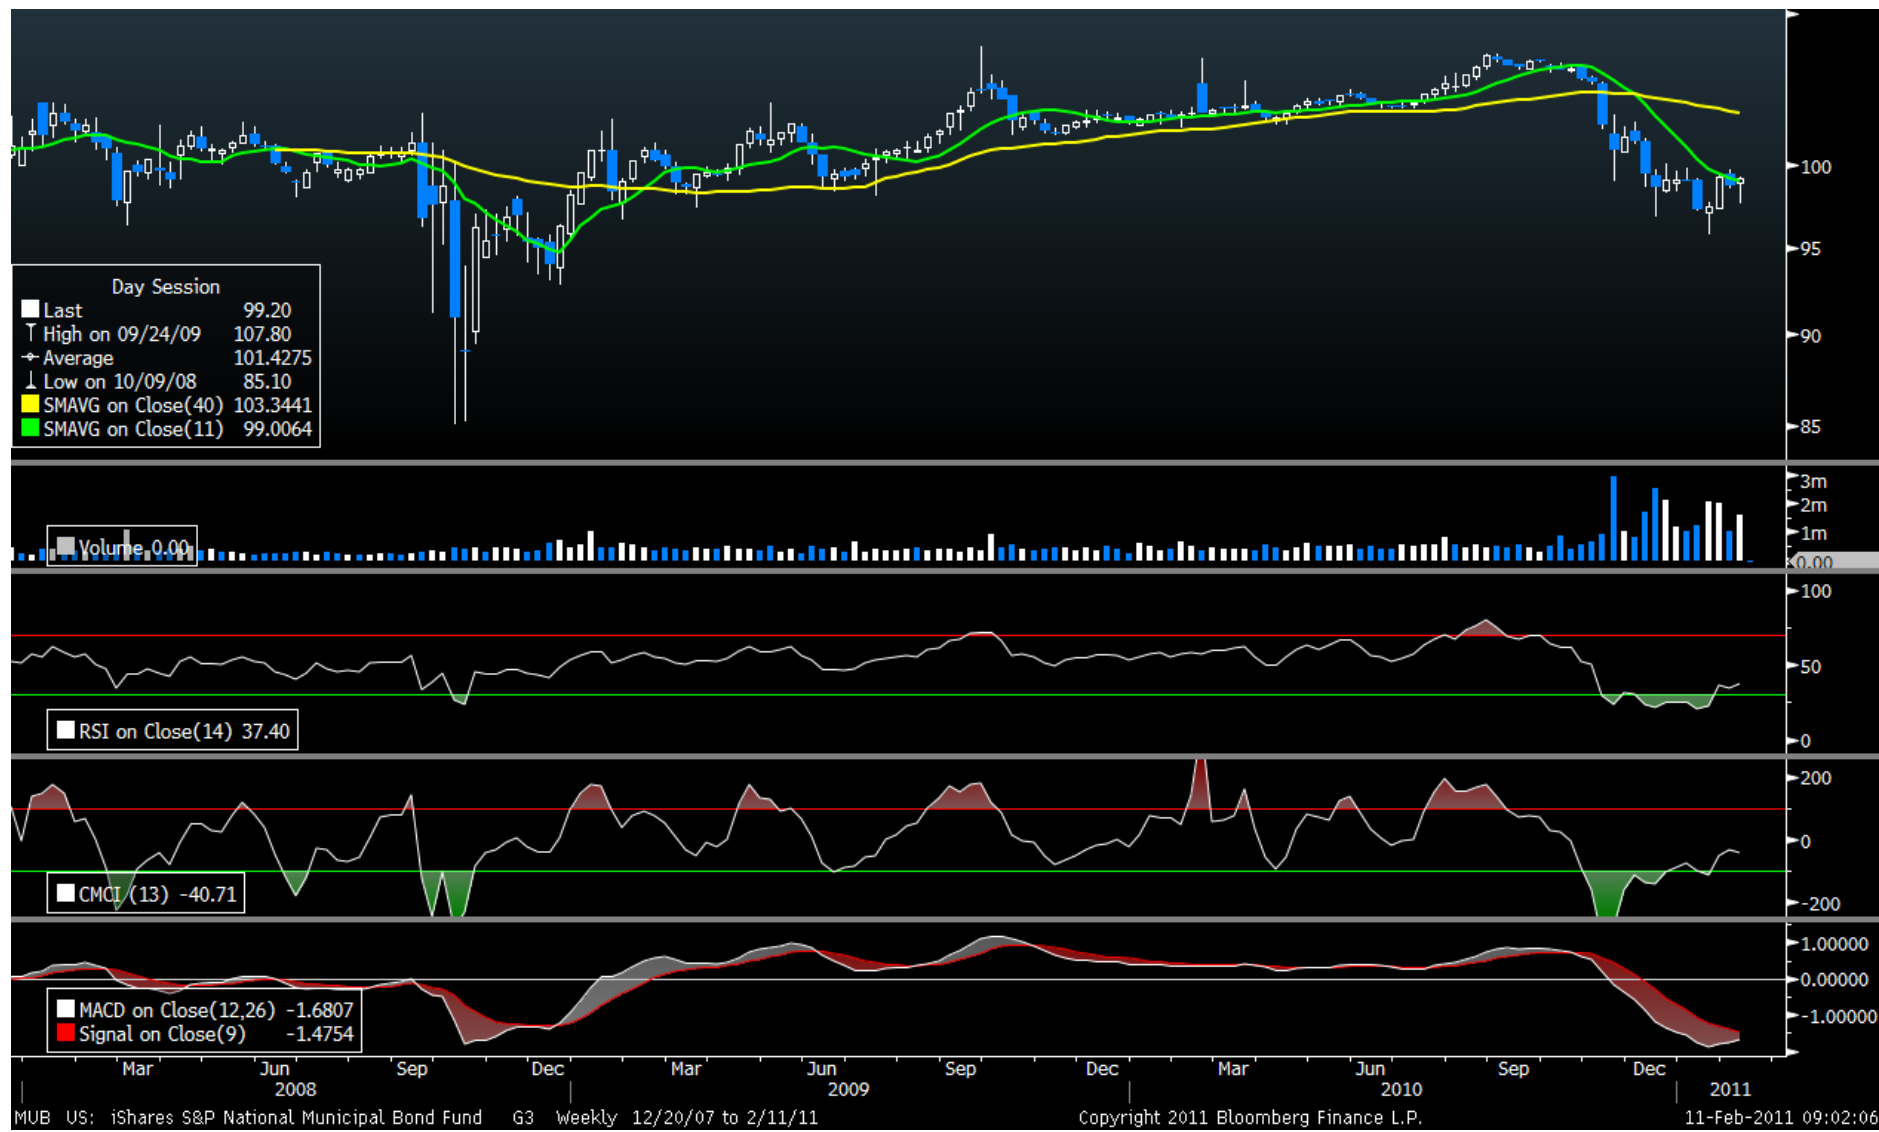 100
95
90
85
Day Session
Last 99.20
High on 09/24/09 107.80
Average 101.4275
Low on 10/09/08 85.10
SMAVG on Close(40) 103.3441
SMAVG on Close(11) 99.0064
3m
2m
1m
0.00
Volume 0.00
100
50
0
RSI on Close(14) 37.40
200
0
-200
CMCI (13) -40.71
1.00000
0.00000
-1.00000
MACD on Close(12,26) -1.6807
Signal on Close(9) -1.4754
Mar Jun Sep Dec Mar Jun Sep Dec Mar Jun Sep Dec
2008 2009 2010 2011
MUB US: iShares S&P National Municipal Bond Fund G3 Weekly 12/20/07 to 2/11/11 Copyright 2011 Bloomberg Finance L.P. 11-Feb-2011 09:02:06